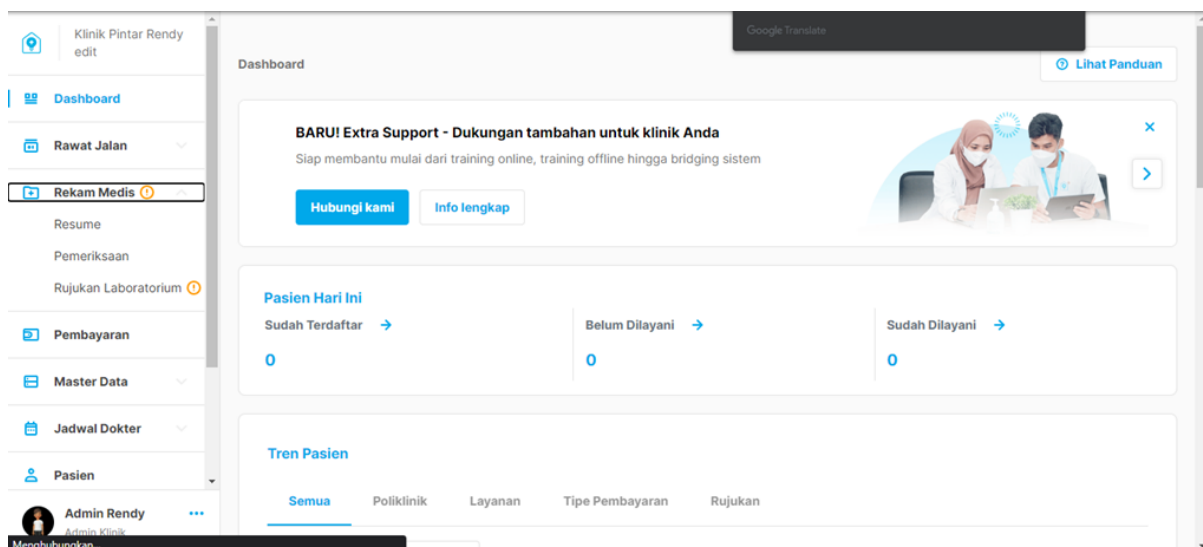 Klinik Pintar Rendy
edit
Dashboard
Rawat Jalan
Rekam Medis
Resume
Pemeriksaan
Rujukan Laboratorium
Pembayaran
Master Data
Jadwal Dokter
Pasien
Admin Rendy
Admin Klinik
Menghubungkan...
Google Translate
Dashboard
Lihat Panduan
BARU! Extra Support - Dukungan tambahan untuk klinik Anda
Siap membantu mulai dari training online, training offline hingga bridging sistem
Hubungi kami Info lengkap
Pasien Hari Ini
Sudah Terdaftar Belum Dilayani Sudah Dilayani
0 0 0
Tren Pasien
Semua Poliklinik Layanan Tipe Pembayaran Rujukan